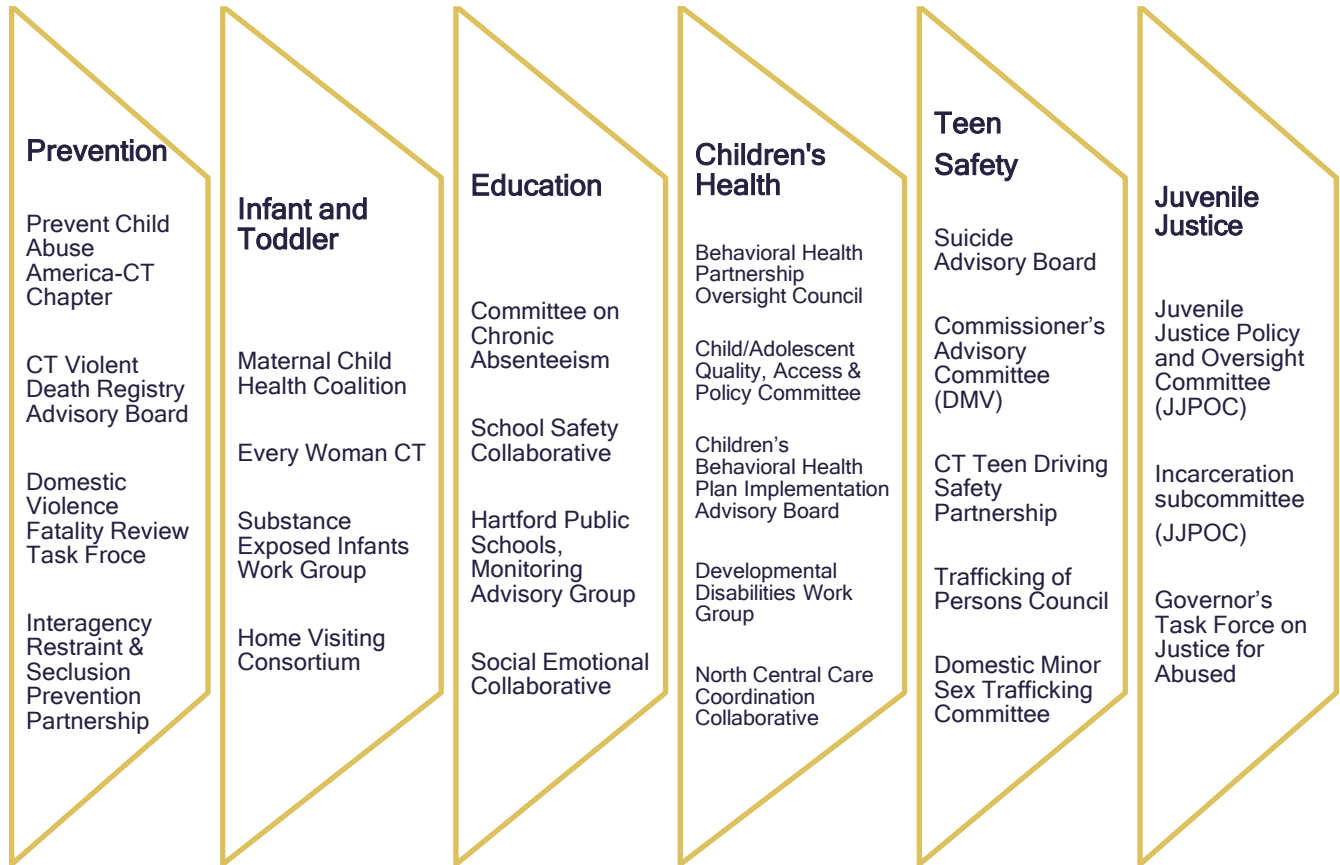 Prevention
Prevent Child
Abuse
America-CT
Chapter
CT Violent
Death Registry
Advisory Board
Domestic
Violence
Fatality Review
Task Froce
Interagency
Restraint &
Seclusion
Prevention
Partnership
Infant and
Toddler
Maternal Child
Health Coalition
Every Woman CT
Substance
Exposed Infants
Work Group
Home Visiting
Consortium
Education
Committee on
Chronic
Absenteeism
School Safety
Collaborative
Hartford Public
Schools,
Monitoring
Advisory Group
Social Emotional
Collaborative
Children's
Health
Behavioral Health
Partnership
Oversight Council
Child/Adolescent
Quality, Access &
Policy Committee
Children's
Behavioral Health
Plan Implementation
Advisory Board
Developmental
Disabilities Work
Group
North Central Care
Coordination
Collaborative
Teen
Safety
Suicide
Advisory Board
Commissioner’s
Advisory
Committee
(DMV)
CT Teen Driving
Safety
Partnership
Trafficking of
Persons Council
Domestic Minor
Sex Trafficking
Committee
Juvenile
Justice
Juvenile
Justice Policy
and Oversight
Committee
(JJPOC)
Incarceration
subcommittee
(JJPOC)
Governor’s
Task Force on
Justice for
Abused